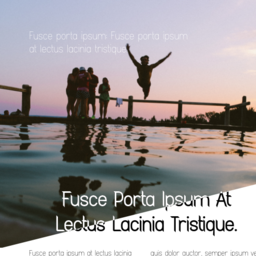 Fusce porta ipsum. Fusce porta ipsum
at lectus lacinia tristique.
Fusce Porta Ipsum At
Lectus Lacinia Tristique.
Fusce porta ipsum at lectus lacinia
quis dolor auctor, semper ipsum